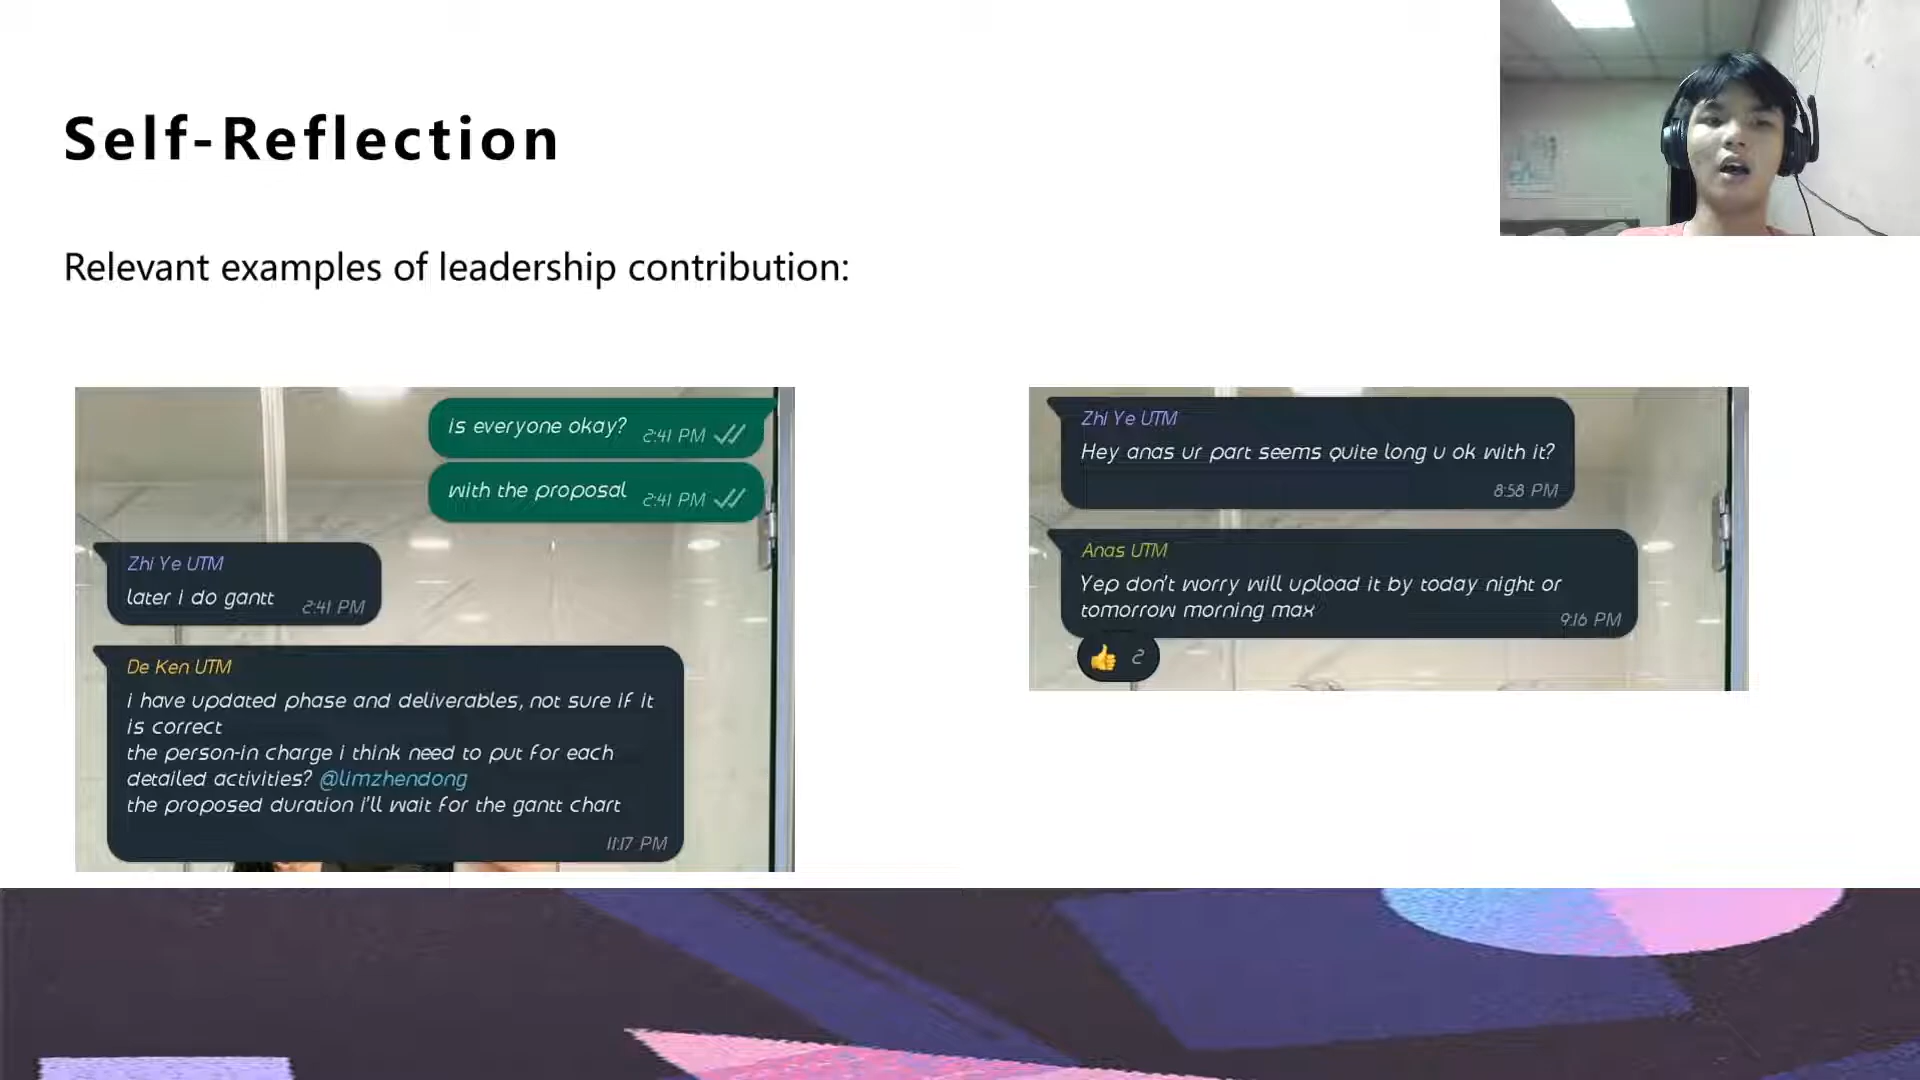 Self-Reflection
Relevant examples of leadership contribution:
is everyone okay? 2:41 PM
with the proposal 2:41 PM
Zhi Ye UTM
later i do gantt 2:41 PM
De Ken UTM
i have updated phase and deliverables, not sure if it
is correct
the person-in charge i think need to put for each
detailed activities? @limzhendong
the proposed duration i'll wait for the gantt chart
11:17 PM
Zhi Ye UTM
Hey anas ur part seems quite long u ok with it?
8:58 PM
Anas UTM
Yep don't worry will upload it by today night or
tomorrow morning max
9:16 PM
👍 2